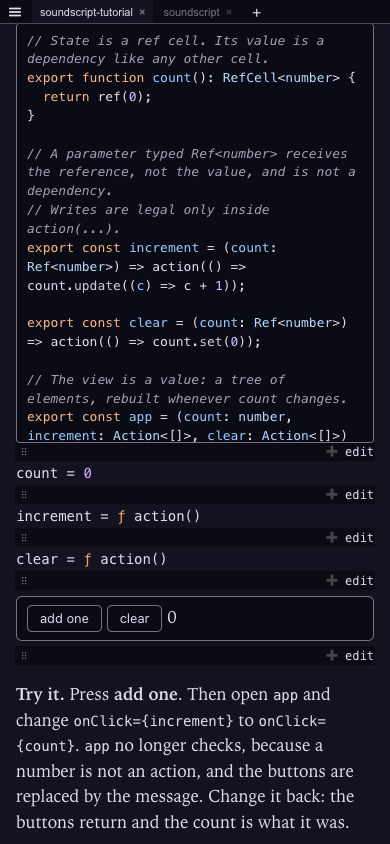 soundscript-tutorial × soundscript × +
// State is a ref cell. Its value is a
dependency like any other cell.
export function count(): RefCell<number> {
  return ref(0);
}

// A parameter typed Ref<number> receives
the reference, not the value, and is not a
dependency.
// Writes are legal only inside
action(...).
export const increment = (count:
Ref<number>) => action(() =>
count.update((c) => c + 1));

export const clear = (count: Ref<number>)
=> action(() => count.set(0));

// The view is a value: a tree of
elements, rebuilt whenever count changes.
export const app = (count: number,
increment: Action<[]>, clear: Action<[]>)
edit
count = 0
edit
increment = ƒ action()
edit
clear = ƒ action()
edit
add one clear 0
edit
Try it. Press add one. Then open app and
change onClick={increment} to onClick=
{count}. app no longer checks, because a
number is not an action, and the buttons are
replaced by the message. Change it back: the
buttons return and the count is what it was.